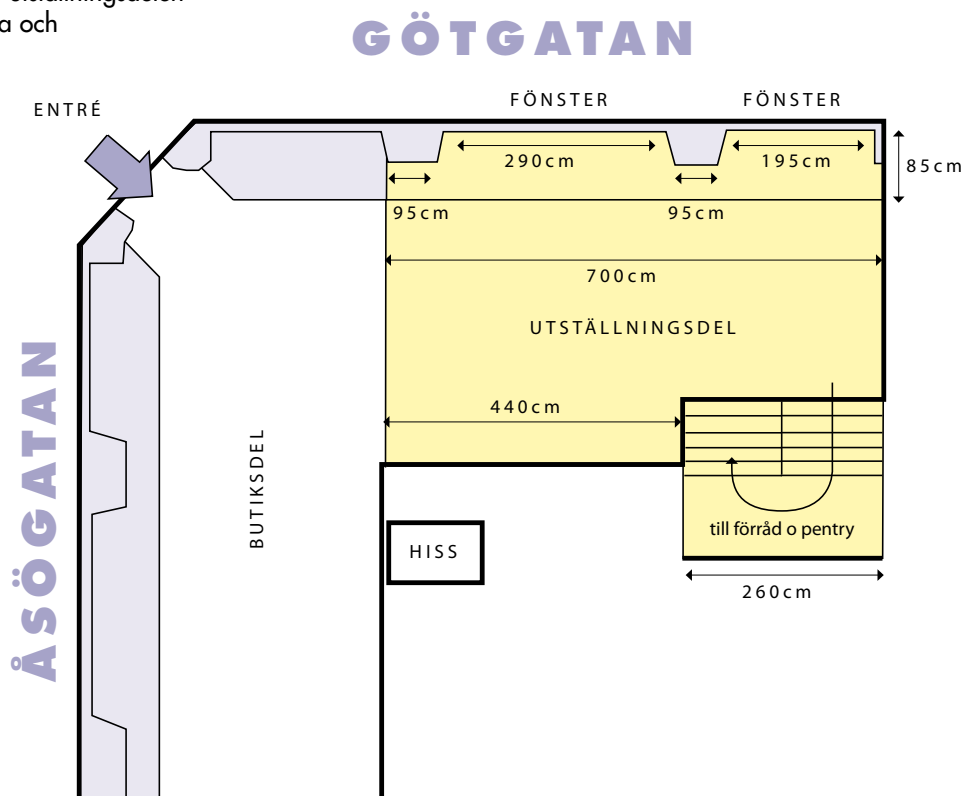 a och
GÖTGATAN
ENTRÉ
FÖNSTER
FÖNSTER
290cm
195cm
85cm
95cm
95cm
700cm
UTSTÄLLNINGSDEL
440cm
ÅSÖGATAN
BUTIKSDEL
HISS
till förråd o pentry
260cm